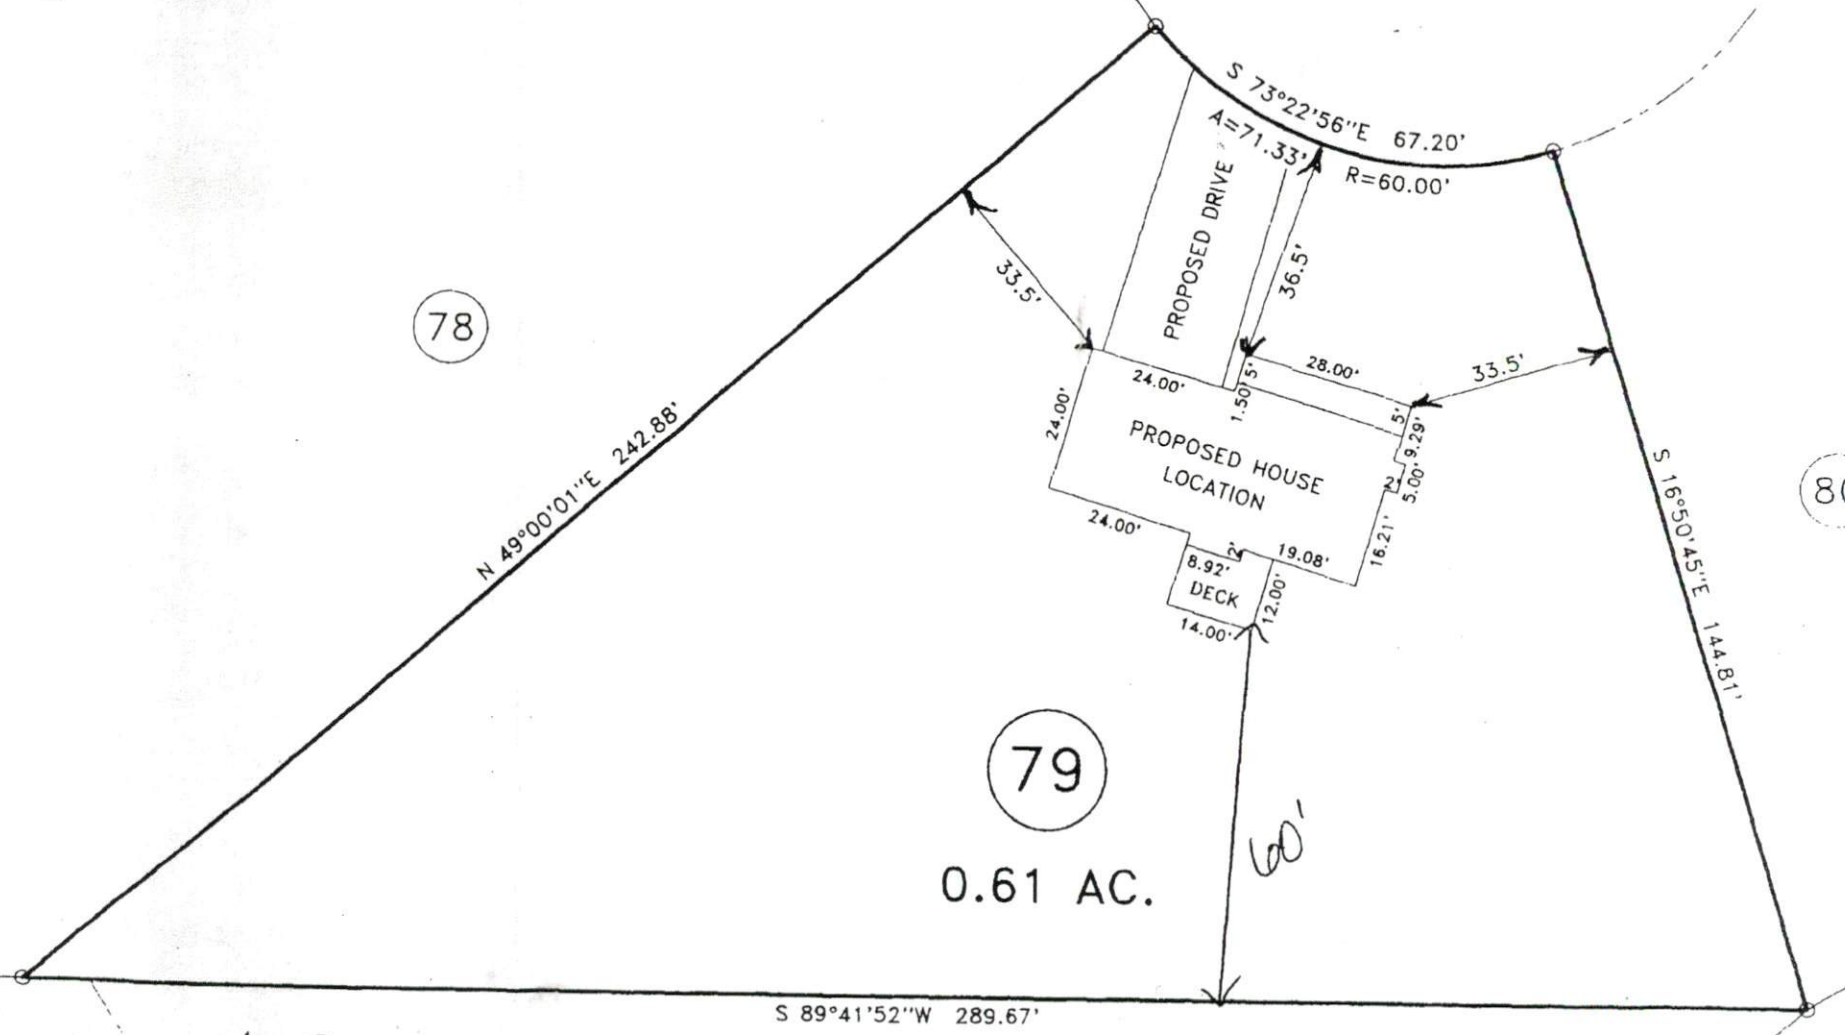 S 73°22'56"E 67.20'
A=71.33'
R=60.00'
PROPOSED DRIVE
36.5'
33.5'
78
28.00'
33.5'
24.00'
1.50'
5'
5'
9.29'
24.00'
PROPOSED HOUSE
LOCATION
2'
5.00'
N 49°00'01"E 242.88'
S 16°50'45"E 144.81'
24.00'
2'
19.08'
16.21'
8.92'
DECK
12.00'
14.00'
79
60'
0.61 AC.
S 89°41'52"W 289.67'